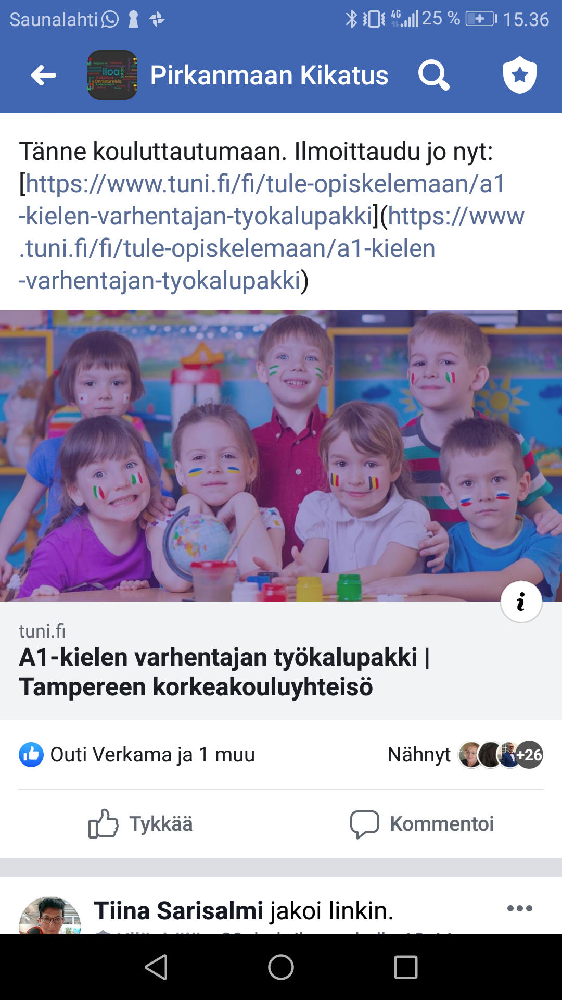 Saunalahti 4G 25 % 15.36
Iloa
Onnistumisia
Pirkanmaan Kikatus
Tänne kouluttautumaan. Ilmoittaudu jo nyt:
[https://www.tuni.fi/fi/tule-opiskelemaan/a1
-kielen-varhentajan-tyokalupakki](https://www
.tuni.fi/fi/tule-opiskelemaan/a1-kielen
-varhentajan-tyokalupakki)
i
tuni.fi
A1-kielen varhentajan työkalupakki |
Tampereen korkeakouluyhteisö
Outi Verkama ja 1 muu Nähnyt +26
Tykkää Kommentoi
Tiina Sarisalmi jakoi linkin.